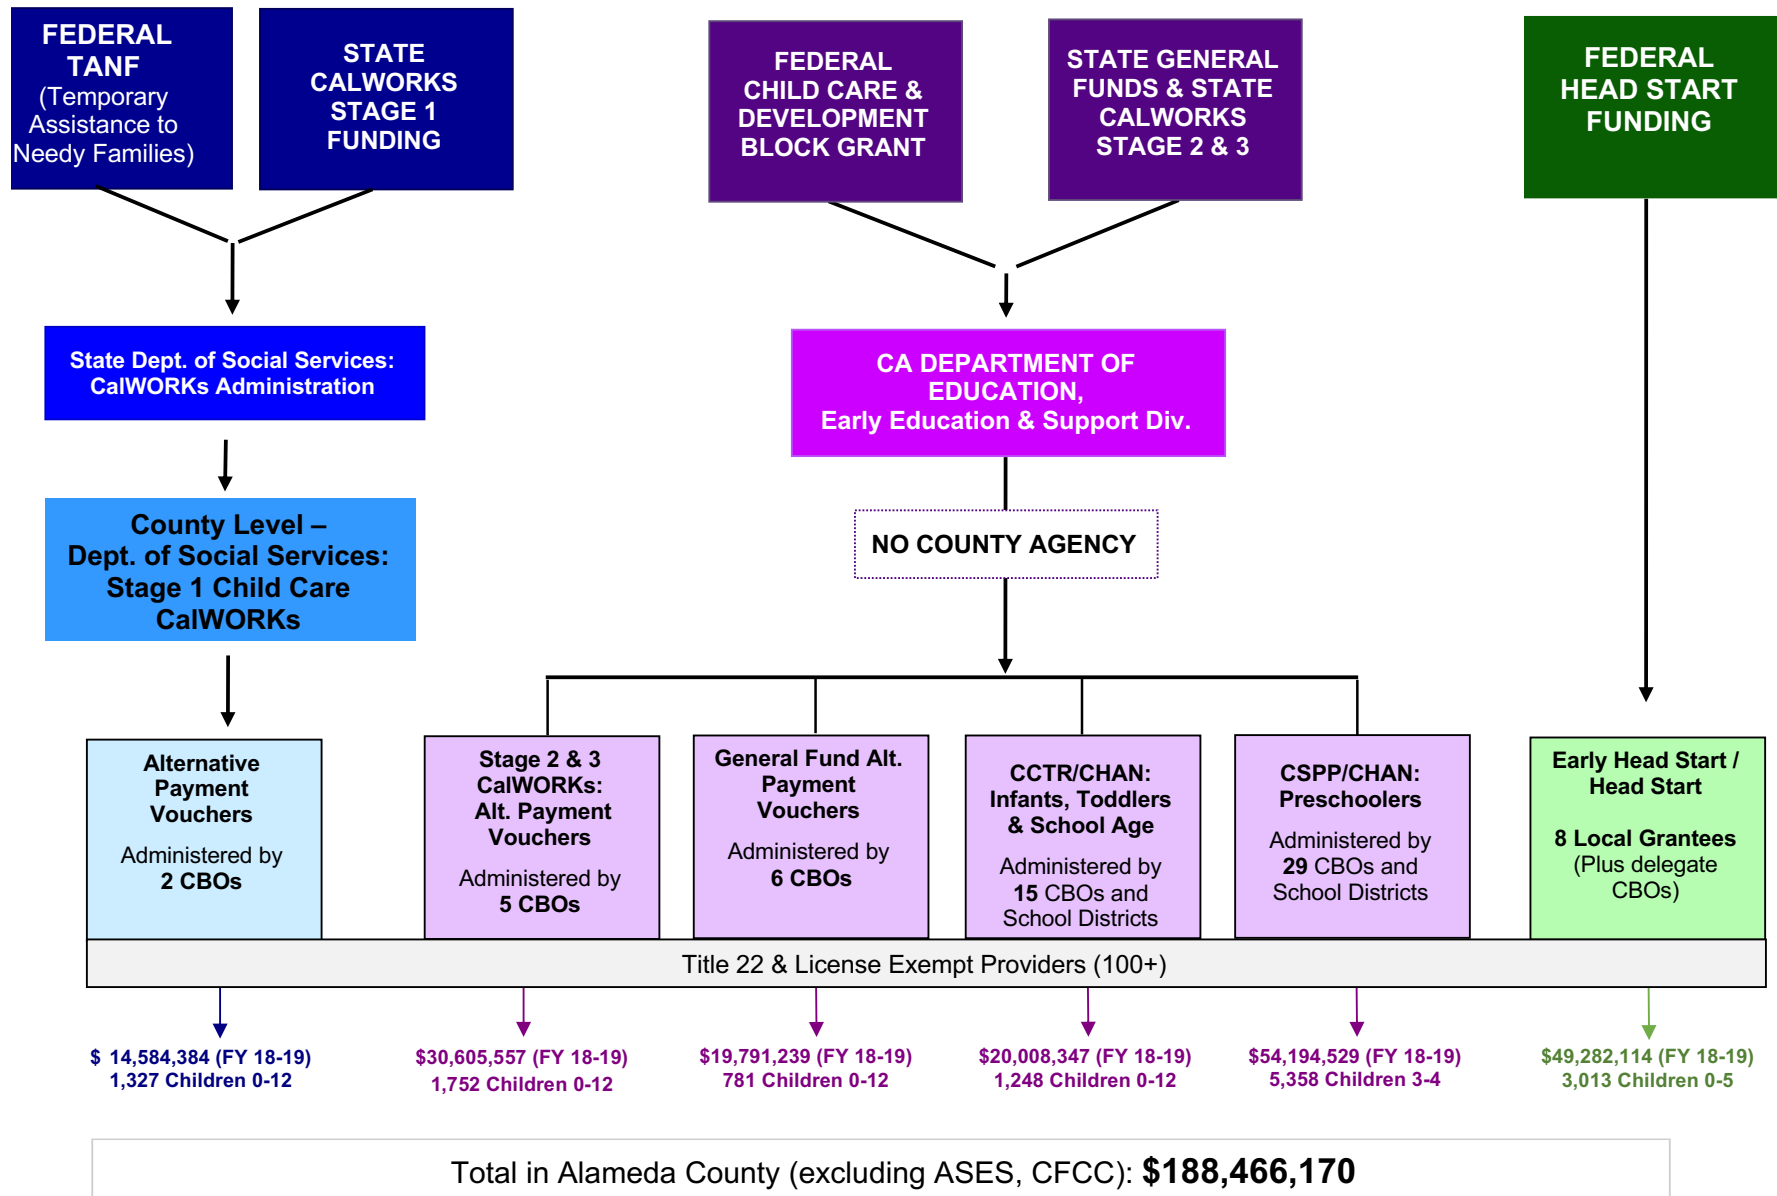 FEDERAL
TANF
(Temporary
Assistance to
Needy Families)
STATE
CALWORKS
STAGE 1
FUNDING
FEDERAL
CHILD CARE &
DEVELOPMENT
BLOCK GRANT
STATE GENERAL
FUNDS & STATE
CALWORKS
STAGE 2 & 3
FEDERAL
HEAD START
FUNDING
State Dept. of Social Services:
CalWORKs Administration
CA DEPARTMENT OF
EDUCATION,
Early Education & Support Div.
County Level –
Dept. of Social Services:
Stage 1 Child Care
CalWORKs
NO COUNTY AGENCY
Alternative
Payment
Vouchers
Administered by
2 CBOs
Stage 2 & 3
CalWORKs:
Alt. Payment
Vouchers
Administered by
5 CBOs
General Fund Alt.
Payment
Vouchers
Administered by
6 CBOs
CCTR/CHAN:
Infants, Toddlers
& School Age
Administered by
15 CBOs and
School Districts
CSPP/CHAN:
Preschoolers
Administered by
29 CBOs and
School Districts
Early Head Start /
Head Start
8 Local Grantees
(Plus delegate
CBOs)
Title 22 & License Exempt Providers (100+)
$ 14,584,384 (FY 18-19)
1,327 Children 0-12
$30,605,557 (FY 18-19)
1,752 Children 0-12
$19,791,239 (FY 18-19)
781 Children 0-12
$20,008,347 (FY 18-19)
1,248 Children 0-12
$54,194,529 (FY 18-19)
5,358 Children 3-4
$49,282,114 (FY 18-19)
3,013 Children 0-5
Total in Alameda County (excluding ASES, CFCC): $188,466,170